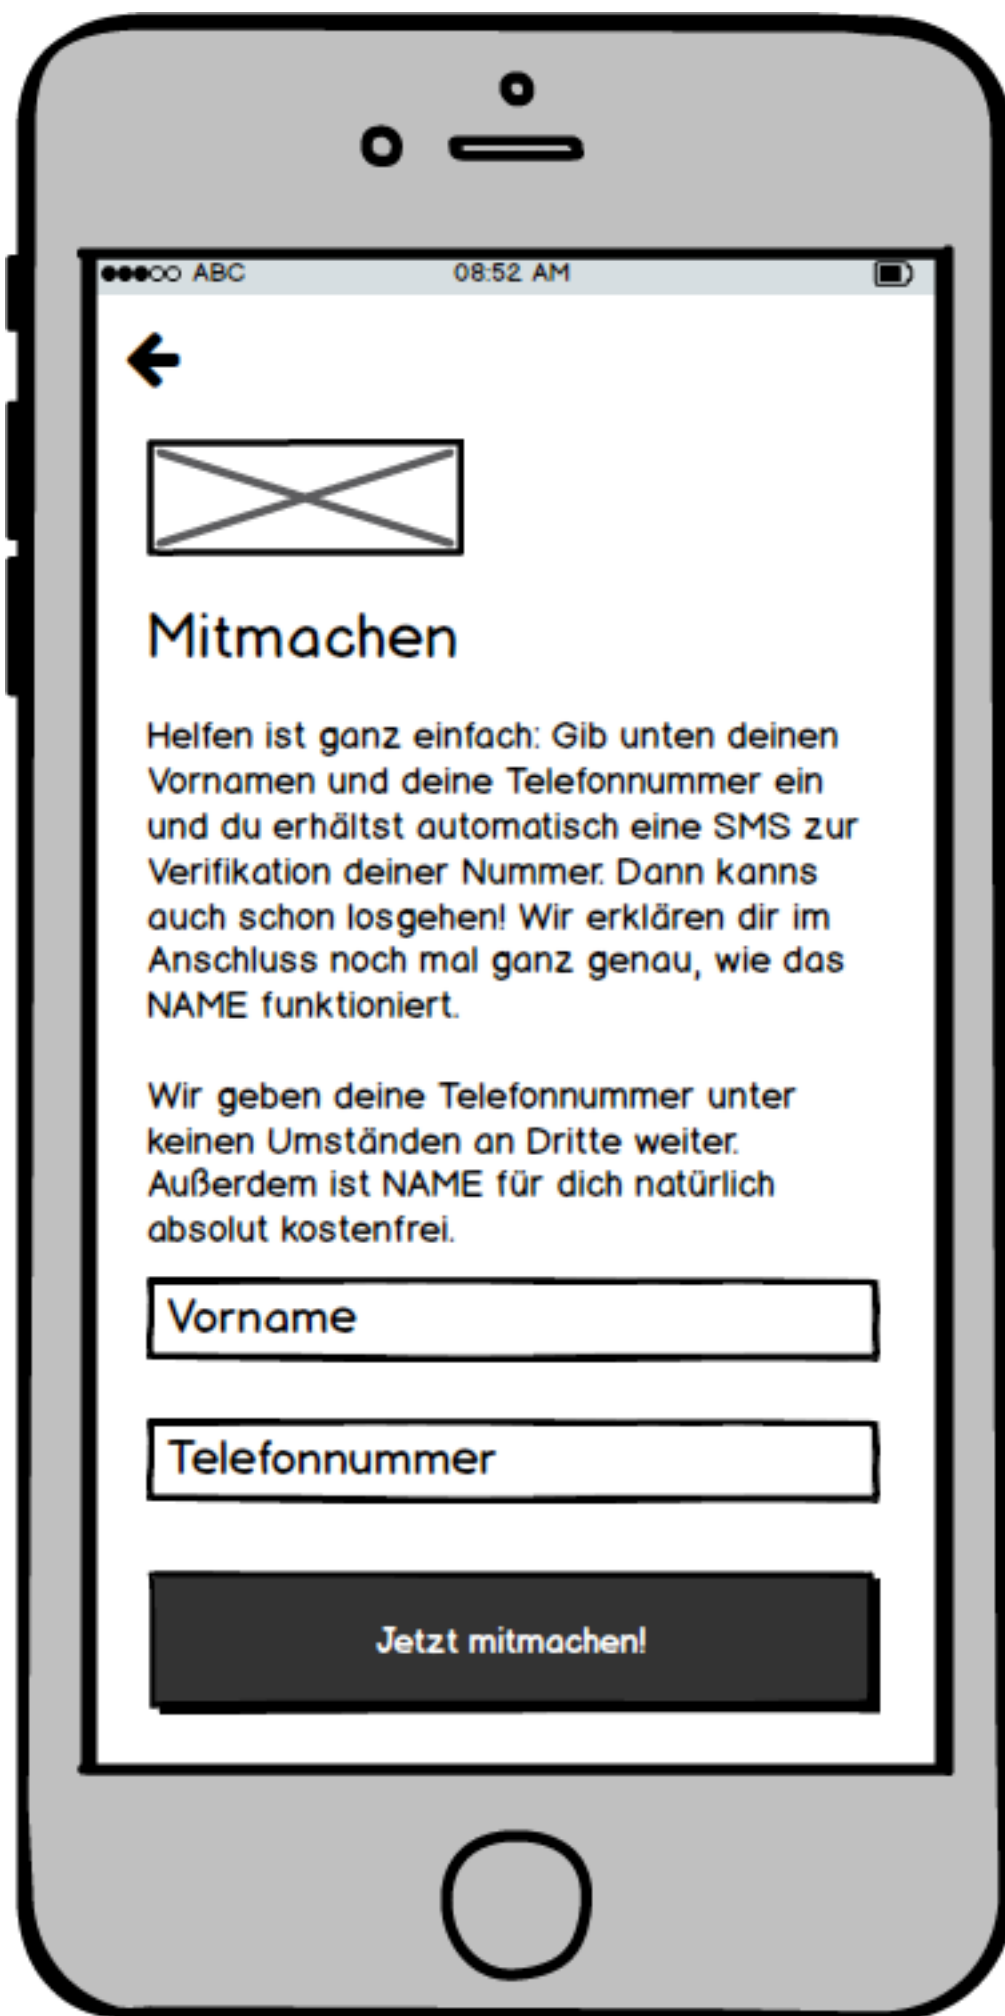 ABC 08:52 AM
Mitmachen
Helfen ist ganz einfach: Gib unten deinen
Vornamen und deine Telefonnummer ein
und du erhältst automatisch eine SMS zur
Verifikation deiner Nummer. Dann kanns
auch schon losgehen! Wir erklären dir im
Anschluss noch mal ganz genau, wie das
NAME funktioniert.
Wir geben deine Telefonnummer unter
keinen Umständen an Dritte weiter.
Außerdem ist NAME für dich natürlich
absolut kostenfrei.
Vorname
Telefonnummer
Jetzt mitmachen!